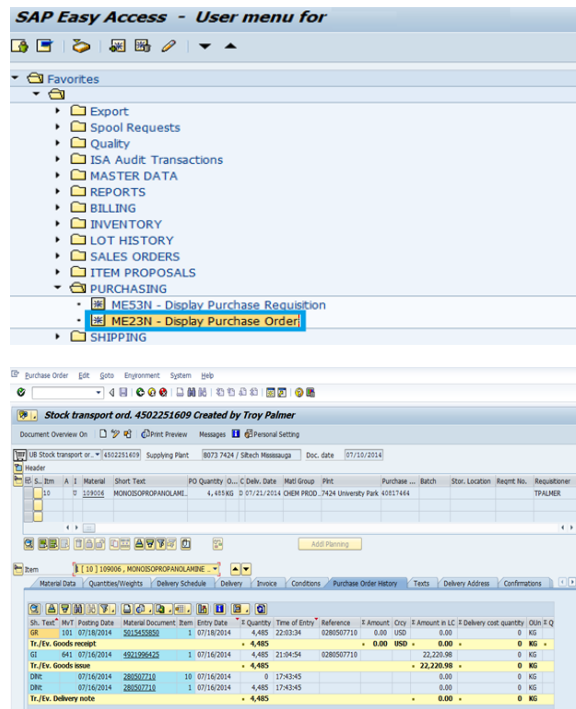 SAP Easy Access - User menu for
Favorites
Export
Spool Requests
Quality
ISA Audit Transactions
MASTER DATA
REPORTS
BILLING
INVENTORY
LOT HISTORY
SALES ORDERS
ITEM PROPOSALS
PURCHASING
ME53N - Display Purchase Requisition
ME23N - Display Purchase Order
SHIPPING
Purchase Order Edit Goto Environment System Help
Stock transport ord. 4502251609 Created by Troy Palmer
Document Overview On Print Preview Messages Personal Setting
UB Stock transport or.. 4502251609 Supplying Plant 8073 7424 / Siltech Mississauga Doc. date 07/10/2014
Header
S.. Itm A I Material Short Text PO Quantity O... C Deliv. Date Matl Group Plnt Purchase ... Batch Stor. Location Reqmt No. Requisitioner
10 U 109006 MONOISOPROPANOLAMI.. 4,485 KG D 07/21/2014 CHEM PROD.. 7424 University Park 40817464 TPALMER
Add Planning
Item [ 10 ] 109006 , MONOISOPROPANOLAMINE ..
Material Data Quantities/Weights Delivery Schedule Delivery Invoice Conditions Purchase Order History Texts Delivery Address Confirmations
Sh. Text MvT Posting Date Material Document Item Entry Date Quantity Time of Entry Reference Amount Crcy Amount in LC Delivery cost quantity OUn Q
GR 101 07/18/2014 5015455850 1 07/18/2014 4,485 22:03:34 0280507710 0.00 USD 0.00 0 KG
Tr./Ev. Goods receipt 4,485 0.00 USD 0.00 0 KG
GI 641 07/16/2014 4921996425 1 07/16/2014 4,485 21:04:54 0280507710 22,220.98 0 KG
Tr./Ev. Goods issue 4,485 22,220.98 0 KG
DlNt 07/16/2014 280507710 10 07/16/2014 0 17:43:45 0.00 0 KG
DlNt 07/16/2014 280507710 1 07/16/2014 4,485 17:43:45 0.00 0 KG
Tr./Ev. Delivery note 4,485 0.00 0 KG